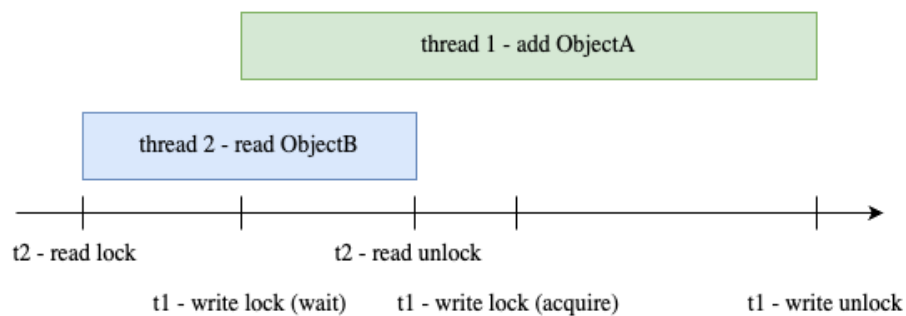 thread 1 - add ObjectA
thread 2 - read ObjectB
t2 - read lock
t2 - read unlock
t1 - write lock (wait)
t1 - write lock (acquire)
t1 - write unlock